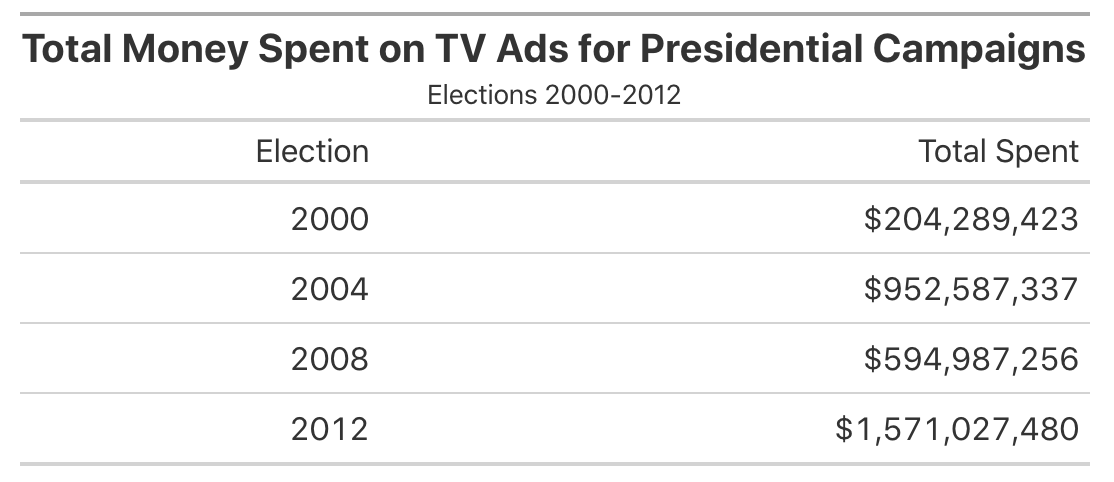 Total Money Spent on TV Ads for Presidential Campaigns
Elections 2000-2012
Election Total Spent
2000 $204,289,423
2004 $952,587,337
2008 $594,987,256
2012 $1,571,027,480